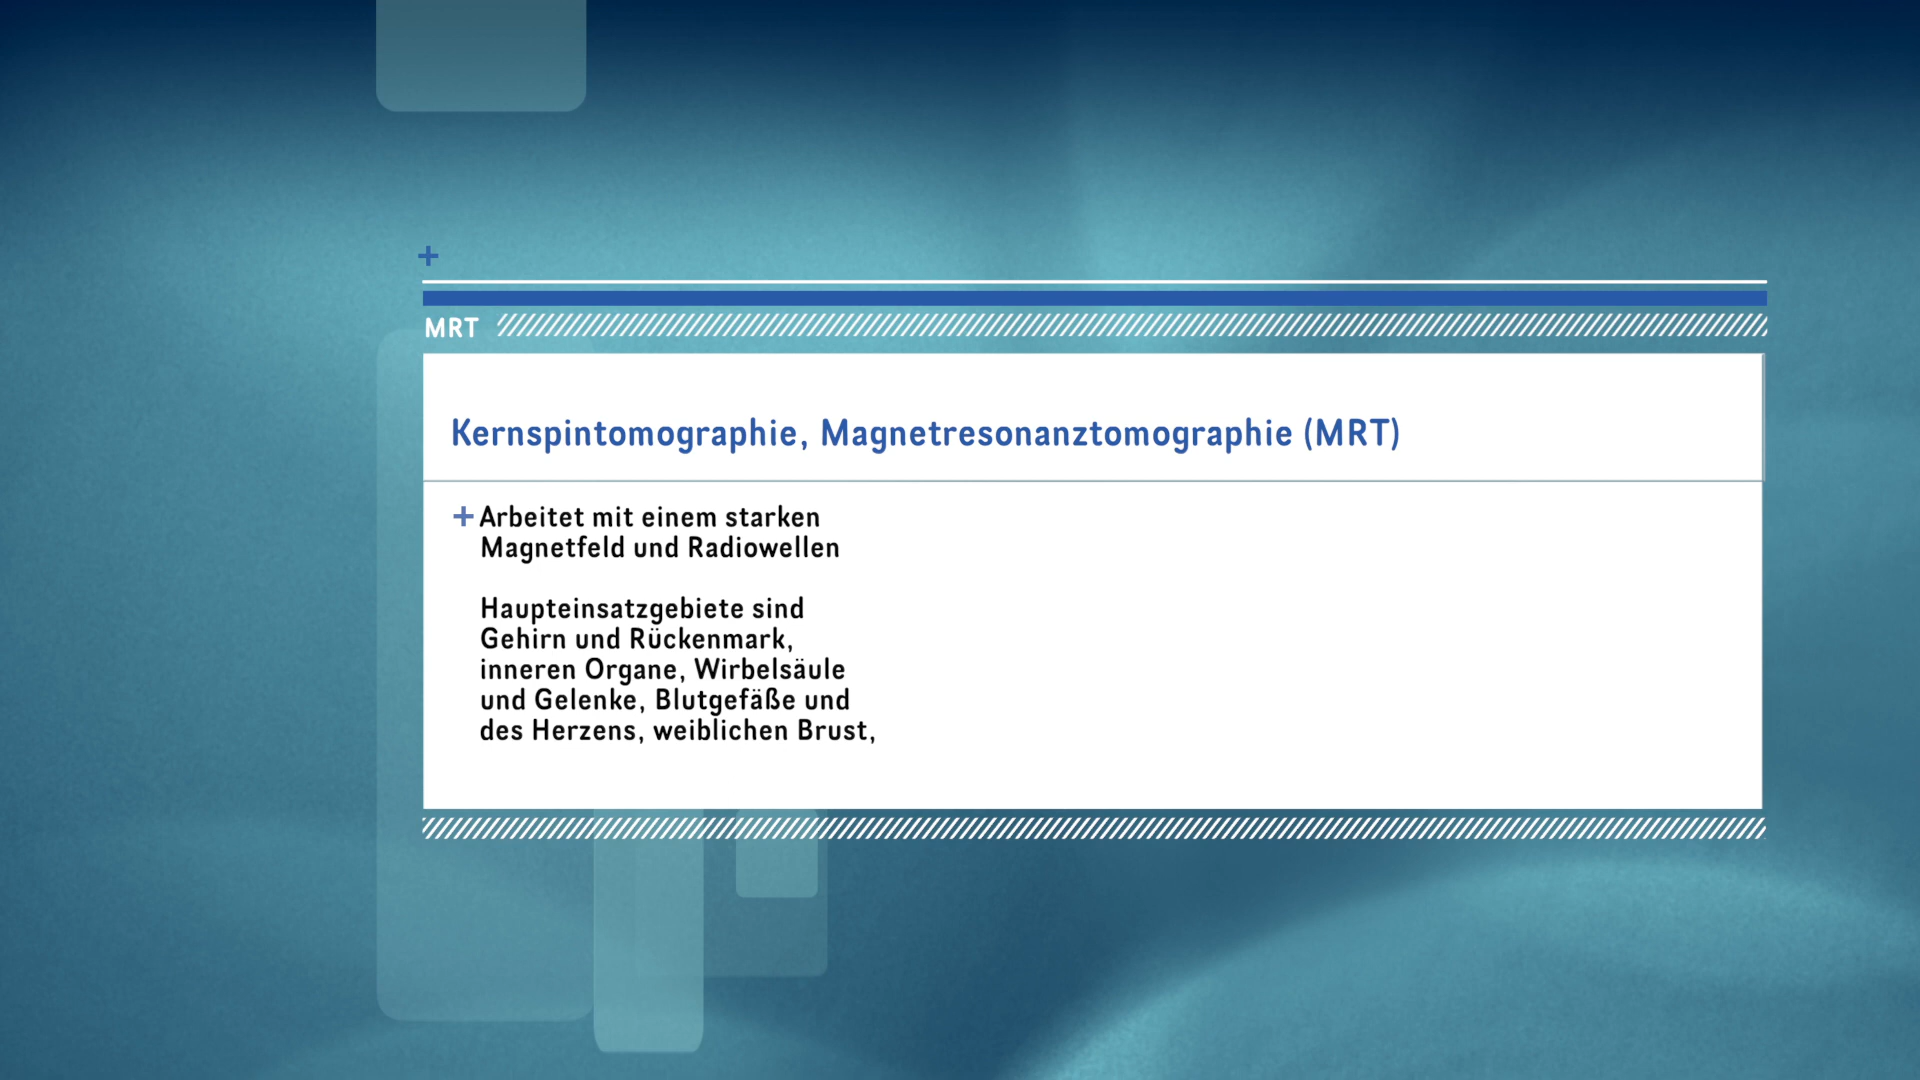 MRT
Kernspintomographie, Magnetresonanztomographie (MRT)
Arbeitet mit einem starken
Magnetfeld und Radiowellen
Haupteinsatzgebiete sind
Gehirn und Rückenmark,
inneren Organe, Wirbelsäule
und Gelenke, Blutgefäße und
des Herzens, weiblichen Brust,